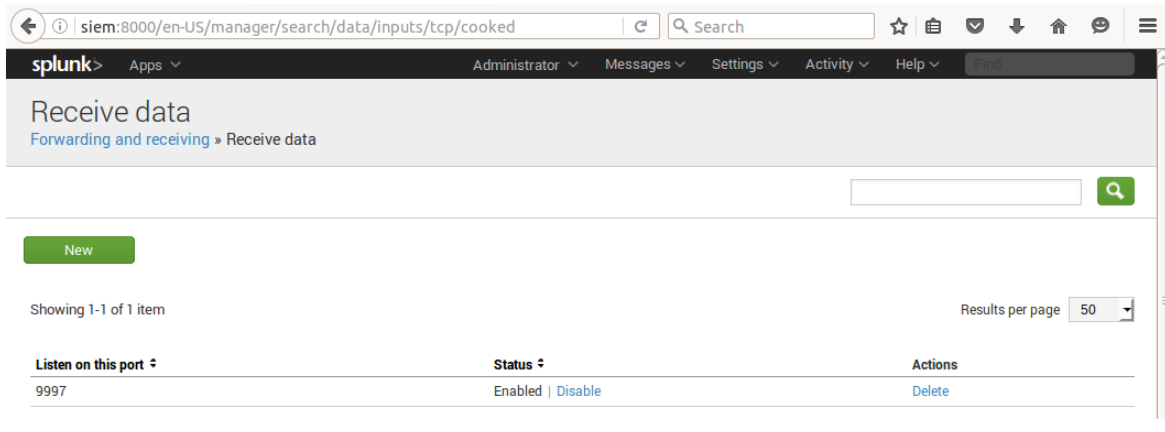 siem:8000/en-US/manager/search/data/inputs/tcp/cooked Search
splunk> Apps Administrator Messages Settings Activity Help Find
Receive data
Forwarding and receiving » Receive data
New
Showing 1-1 of 1 item Results per page 50
Listen on this port Status Actions
9997 Enabled | Disable Delete